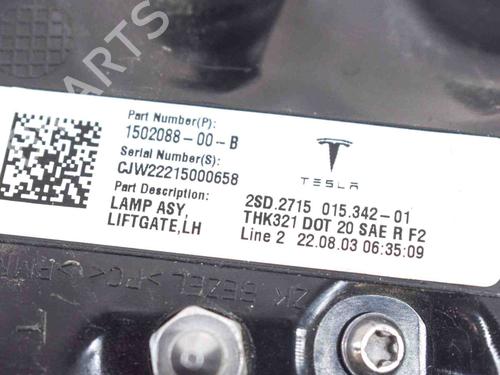 B-PARTS
Part Number(P):
1502088-00-B
Serial Number(S):
CJW22215000658
Part Description:
LAMP ASY,
LIFTGATE,LH
TESLA
2SD.2715 015.342-01
THK321 DOT 20 SAE R F2
Line 2 22.08.03 06:35:09